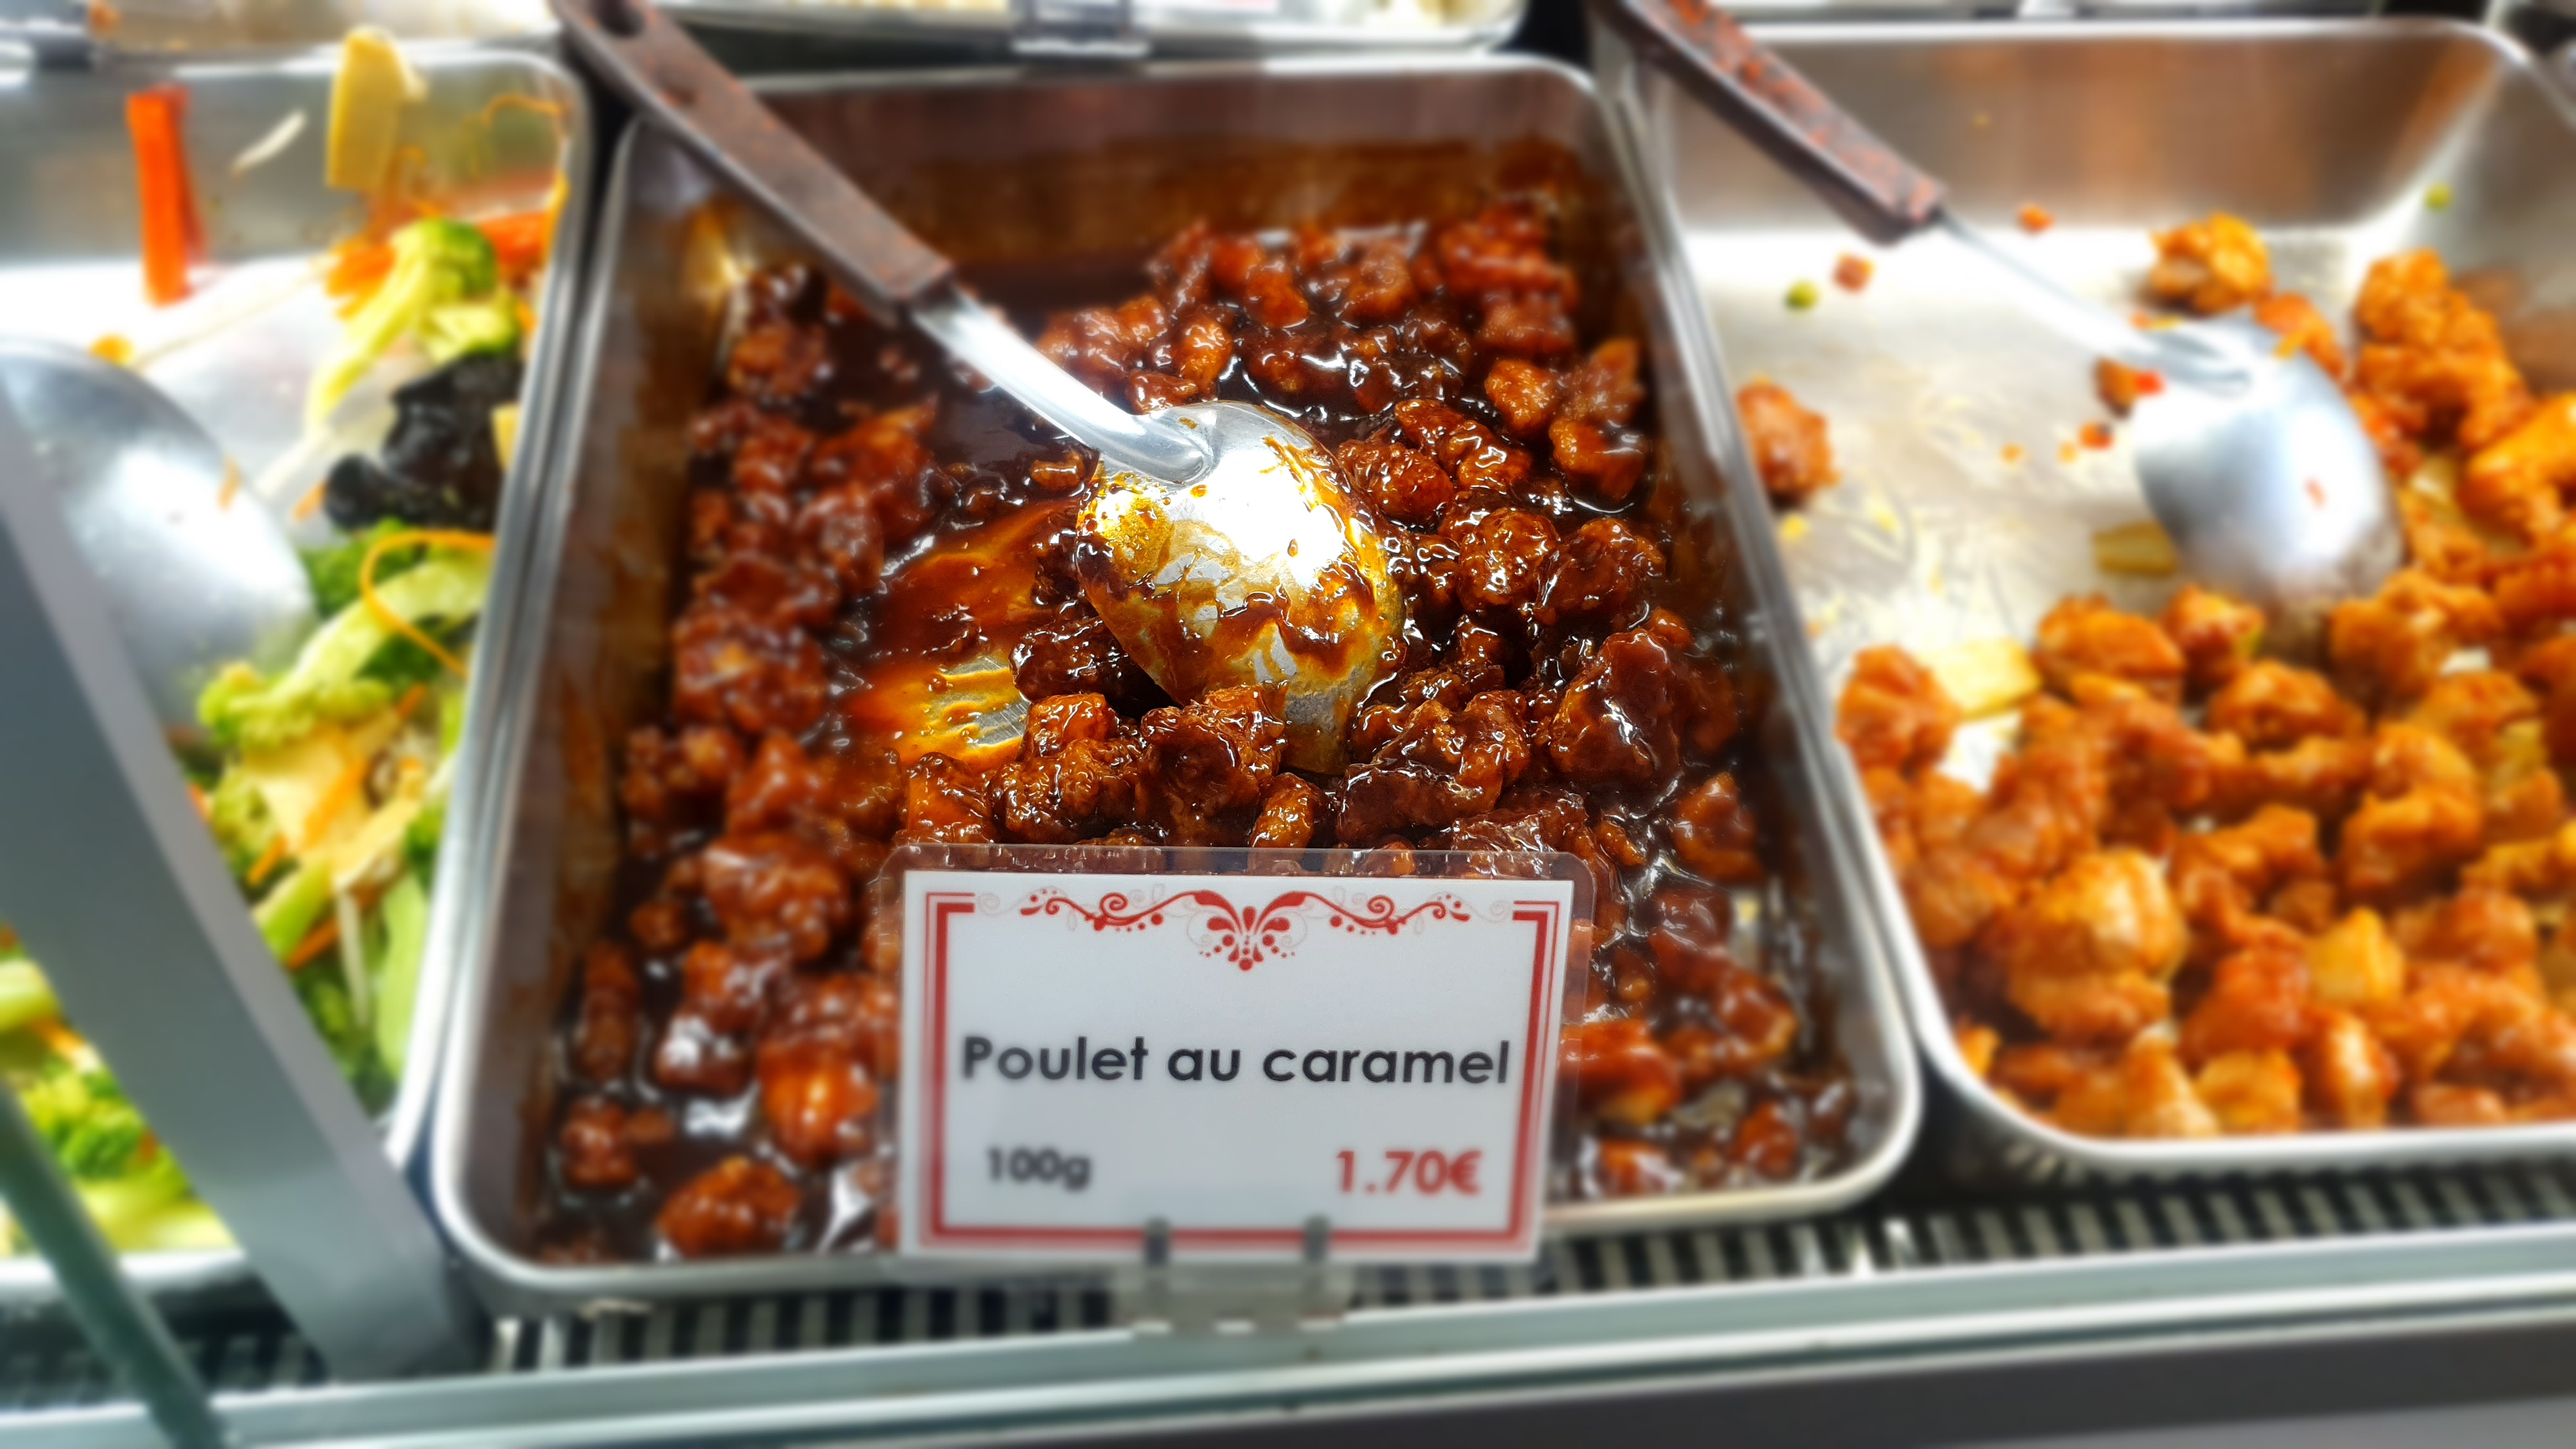 Poulet au caramel
100g 1.70€